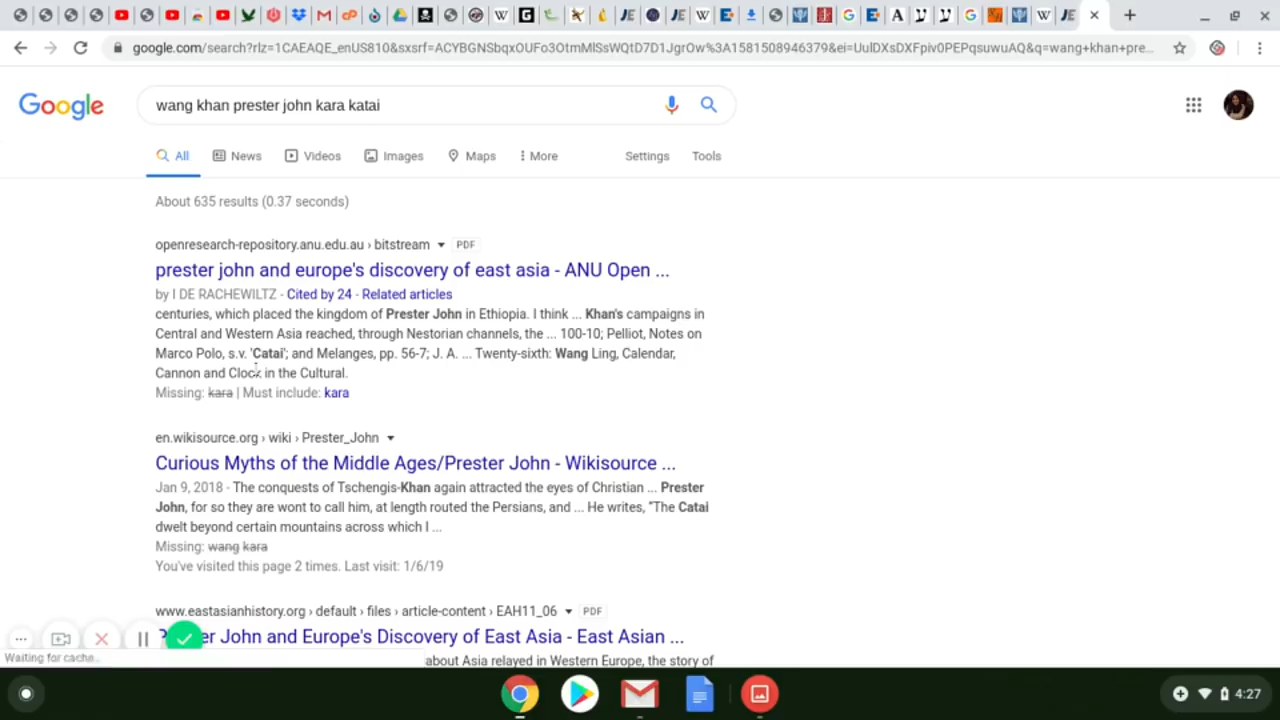 google.com/search?rlz=1CAEAQE_enUS810&sxsrf=ACYBGNSbqxOUFo3OtmMlSsWQtD7D1JgrOw%3A1581508946379&ei=UulDXsDXFpiv0PEPqsuwuAQ&q=wang+khan+pre...
Google
wang khan prester john kara katai
All News Videos Images Maps More Settings Tools
About 635 results (0.37 seconds)
openresearch-repository.anu.edu.au › bitstream PDF
prester john and europe's discovery of east asia - ANU Open ...
by I DE RACHEWILTZ - Cited by 24 - Related articles
centuries, which placed the kingdom of Prester John in Ethiopia. I think ... Khan's campaigns in
Central and Western Asia reached, through Nestorian channels, the ... 100-10; Pelliot, Notes on
Marco Polo, s.v. 'Catai'; and Melanges, pp. 56-7; J. A. ... Twenty-sixth: Wang Ling, Calendar,
Cannon and Clock in the Cultural.
Missing: kara | Must include: kara
en.wikisource.org › wiki › Prester_John
Curious Myths of the Middle Ages/Prester John - Wikisource ...
Jan 9, 2018 - The conquests of Tschengis-Khan again attracted the eyes of Christian ... Prester
John, for so they are wont to call him, at length routed the Persians, and ... He writes, "The Catai
dwelt beyond certain mountains across which I ...
Missing: wang kara
You've visited this page 2 times. Last visit: 1/6/19
www.eastasianhistory.org › default › files › article-content › EAH11_06 PDF
Prester John and Europe's Discovery of East Asia - East Asian ...
about Asia relayed in Western Europe, the story of
Waiting for cache...
4:27